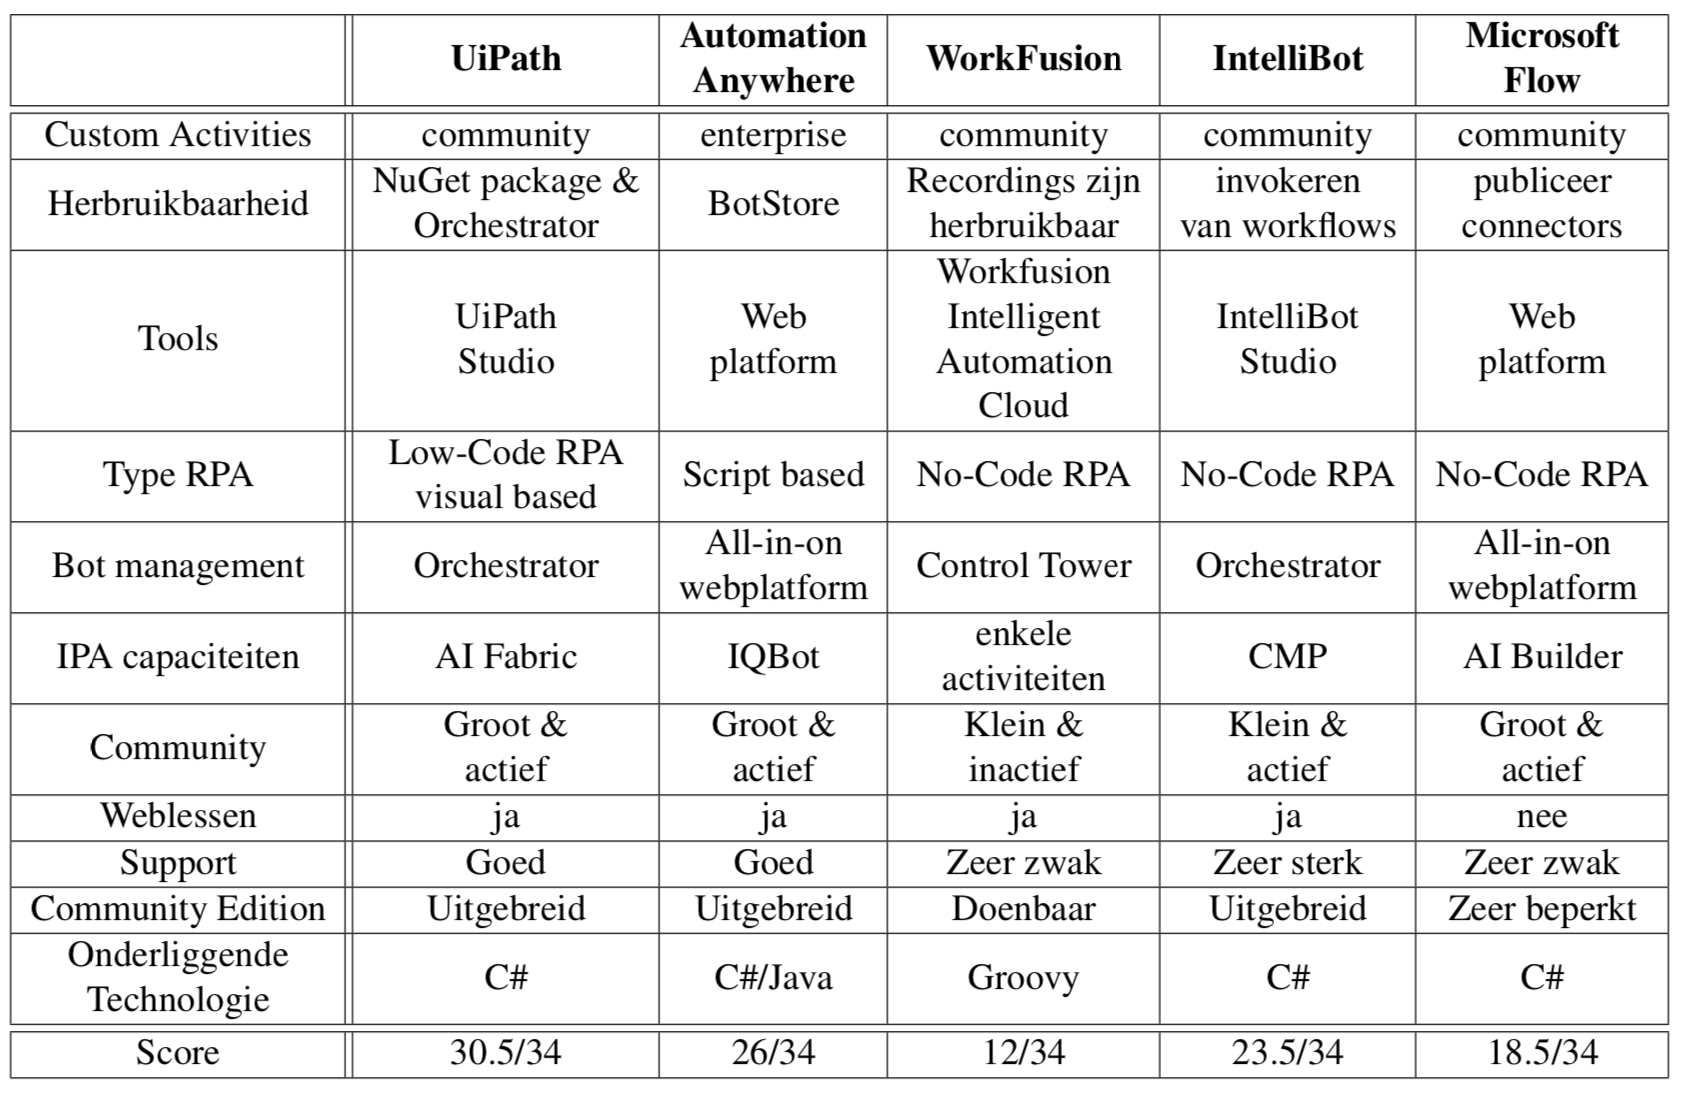 UiPath Automation Anywhere WorkFusion IntelliBot Microsoft Flow
Custom Activities community enterprise community community community
Herbruikbaarheid NuGet package & Orchestrator BotStore Recordings zijn herbruikbaar invokeren van workflows publiceer connectors
Tools UiPath Studio Web platform Workfusion Intelligent Automation Cloud IntelliBot Studio Web platform
Type RPA Low-Code RPA visual based Script based No-Code RPA No-Code RPA No-Code RPA
Bot management Orchestrator All-in-on webplatform Control Tower Orchestrator All-in-on webplatform
IPA capaciteiten AI Fabric IQBot enkele activiteiten CMP AI Builder
Community Groot & actief Groot & actief Klein & inactief Klein & actief Groot & actief
Weblessen ja ja ja ja nee
Support Goed Goed Zeer zwak Zeer sterk Zeer zwak
Community Edition Uitgebreid Uitgebreid Doenbaar Uitgebreid Zeer beperkt
Onderliggende Technologie C# C#/Java Groovy C# C#
Score 30.5/34 26/34 12/34 23.5/34 18.5/34